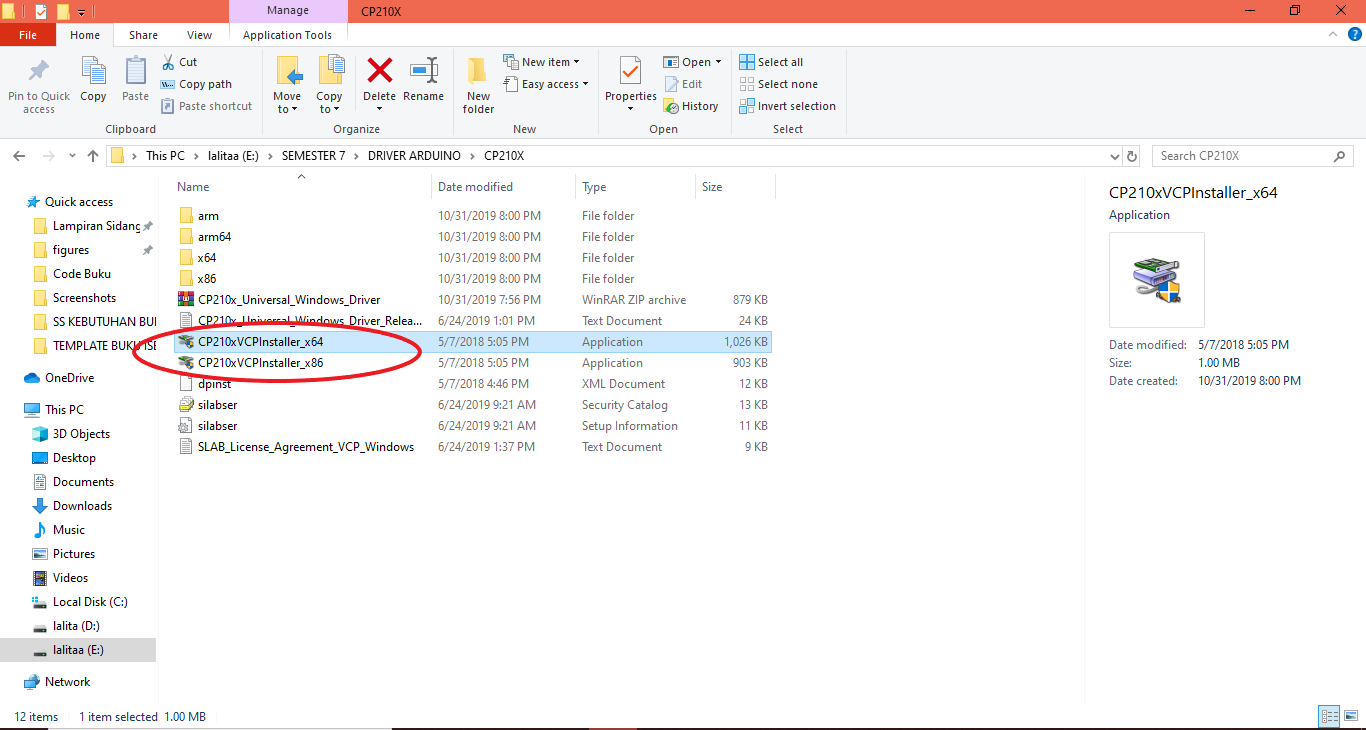 Manage
CP210X
File
Home
Share
View
Application Tools
Pin to Quick access
Copy
Paste
Cut
Copy path
Paste shortcut
Clipboard
Move to
Copy to
Delete
Rename
Organize
New folder
New item
Easy access
New
Properties
Open
Edit
History
Open
Select all
Select none
Invert selection
Select
This PC > lalitaa (E:) > SEMESTER 7 > DRIVER ARDUINO > CP210X
Search CP210X
Name Date modified Type Size
Quick access
Lampiran Sidang
figures
Code Buku
Screenshots
SS KEBUTUHAN BUI
TEMPLATE BUKU ISE
OneDrive
This PC
3D Objects
Desktop
Documents
Downloads
Music
Pictures
Videos
Local Disk (C:)
lalita (D:)
lalitaa (E:)
Network
arm 10/31/2019 8:00 PM File folder
arm64 10/31/2019 8:00 PM File folder
x64 10/31/2019 8:00 PM File folder
x86 10/31/2019 8:00 PM File folder
CP210x_Universal_Windows_Driver 10/31/2019 7:56 PM WinRAR ZIP archive 879 KB
CP210x_Universal_Windows_Driver_Relea... 6/24/2019 1:01 PM Text Document 24 KB
CP210xVCPInstaller_x64 5/7/2018 5:05 PM Application 1,026 KB
CP210xVCPInstaller_x86 5/7/2018 5:05 PM Application 903 KB
dpinst 5/7/2018 4:46 PM XML Document 12 KB
silabser 6/24/2019 9:21 AM Security Catalog 13 KB
silabser 6/24/2019 9:21 AM Setup Information 11 KB
SLAB_License_Agreement_VCP_Windows 6/24/2019 1:37 PM Text Document 9 KB
CP210xVCPInstaller_x64
Application
Date modified: 5/7/2018 5:05 PM
Size: 1.00 MB
Date created: 10/31/2019 8:00 PM
12 items 1 item selected 1.00 MB